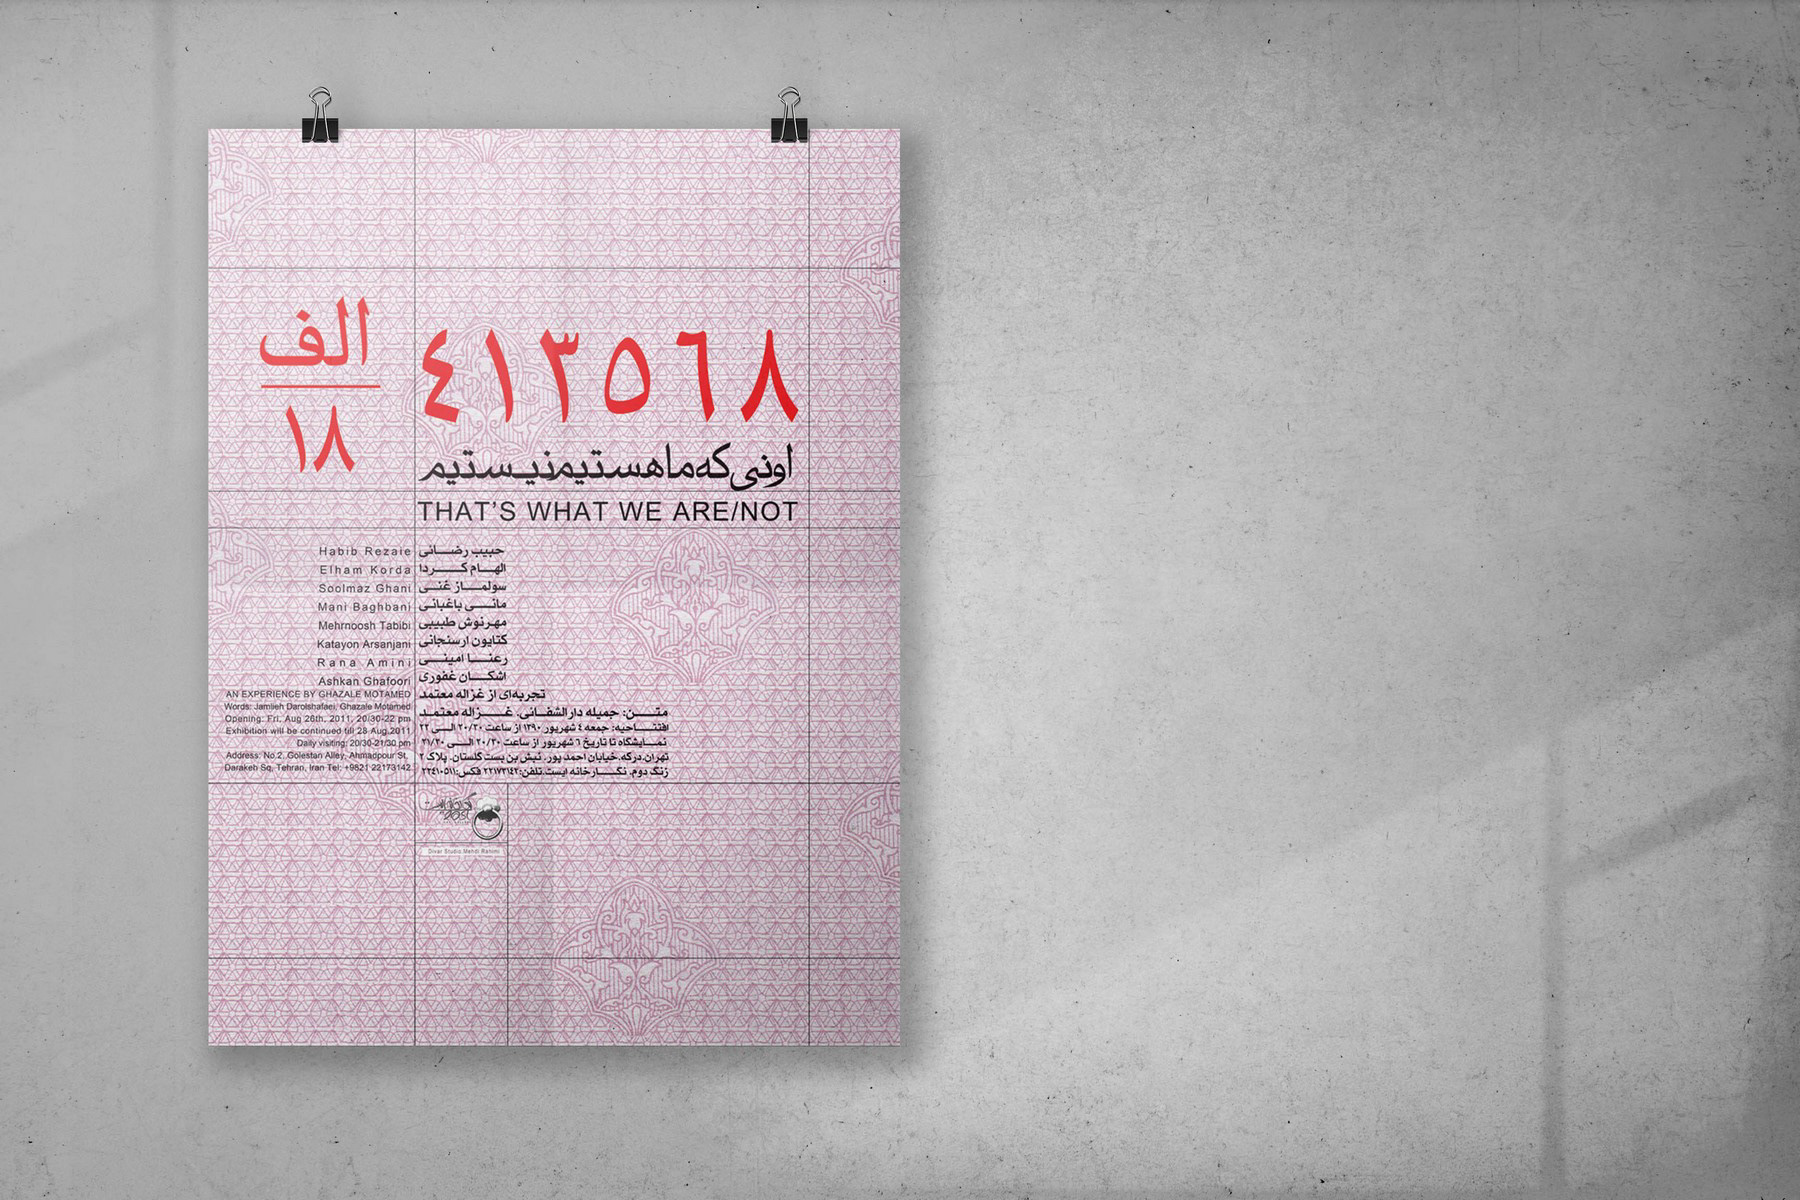 الف
۱۸
٤۱۳۵٦۸
اونی که ما هستیم نیستیم
THAT'S WHAT WE ARE/NOT
Habib Rezaie حبیب رضائی
Elham Korda الهام کردا
Soolmaz Ghani سولماز غنی
Mani Baghbani مانی باغبانی
Mehrnoosh Tabibi مهرنوش طبیبی
Katayon Arsanjani کتایون ارسنجانی
Rana Amini رعنا امینی
Ashkan Ghafoori اشکان غفوری
AN EXPERIENCE BY GHAZALE MOTAMED تجربه‌ای از غزاله معتمد
Words: Jamileh Darolshafaei, Ghazale Motamed متن: جمیله دارالشفائی، غزاله معتمد
Opening: Fri, Aug 26th, 2011, 20/30-22 pm افتتاحیه: جمعه ٤ شهریور ۱۳۹۰ از ساعت ۲۰/۳۰ الی ۲۲
Exhibition will be continued till 28 Aug,2011 نمایشگاه تا تاریخ ٦ شهریور از ساعت ۲۰/۳۰ الی ۲۱/۳۰
Daily visiting: 20/30-21/30 pm تهران، درکه، خیابان احمد پور، نبش بن بست گلستان، پلاک ۲
Address: No.2, Golestan Alley, Ahmadpour St, زنگ دوم، نگارخانه ایست، تلفن:۲۲۱۷۳۱٤۲ فکس:۲۲٤۱۰۵۱۱
Darakeh Sq, Tehran, Iran Tel: +9821 22173142
Divar Studio.Mehdi Rahimi